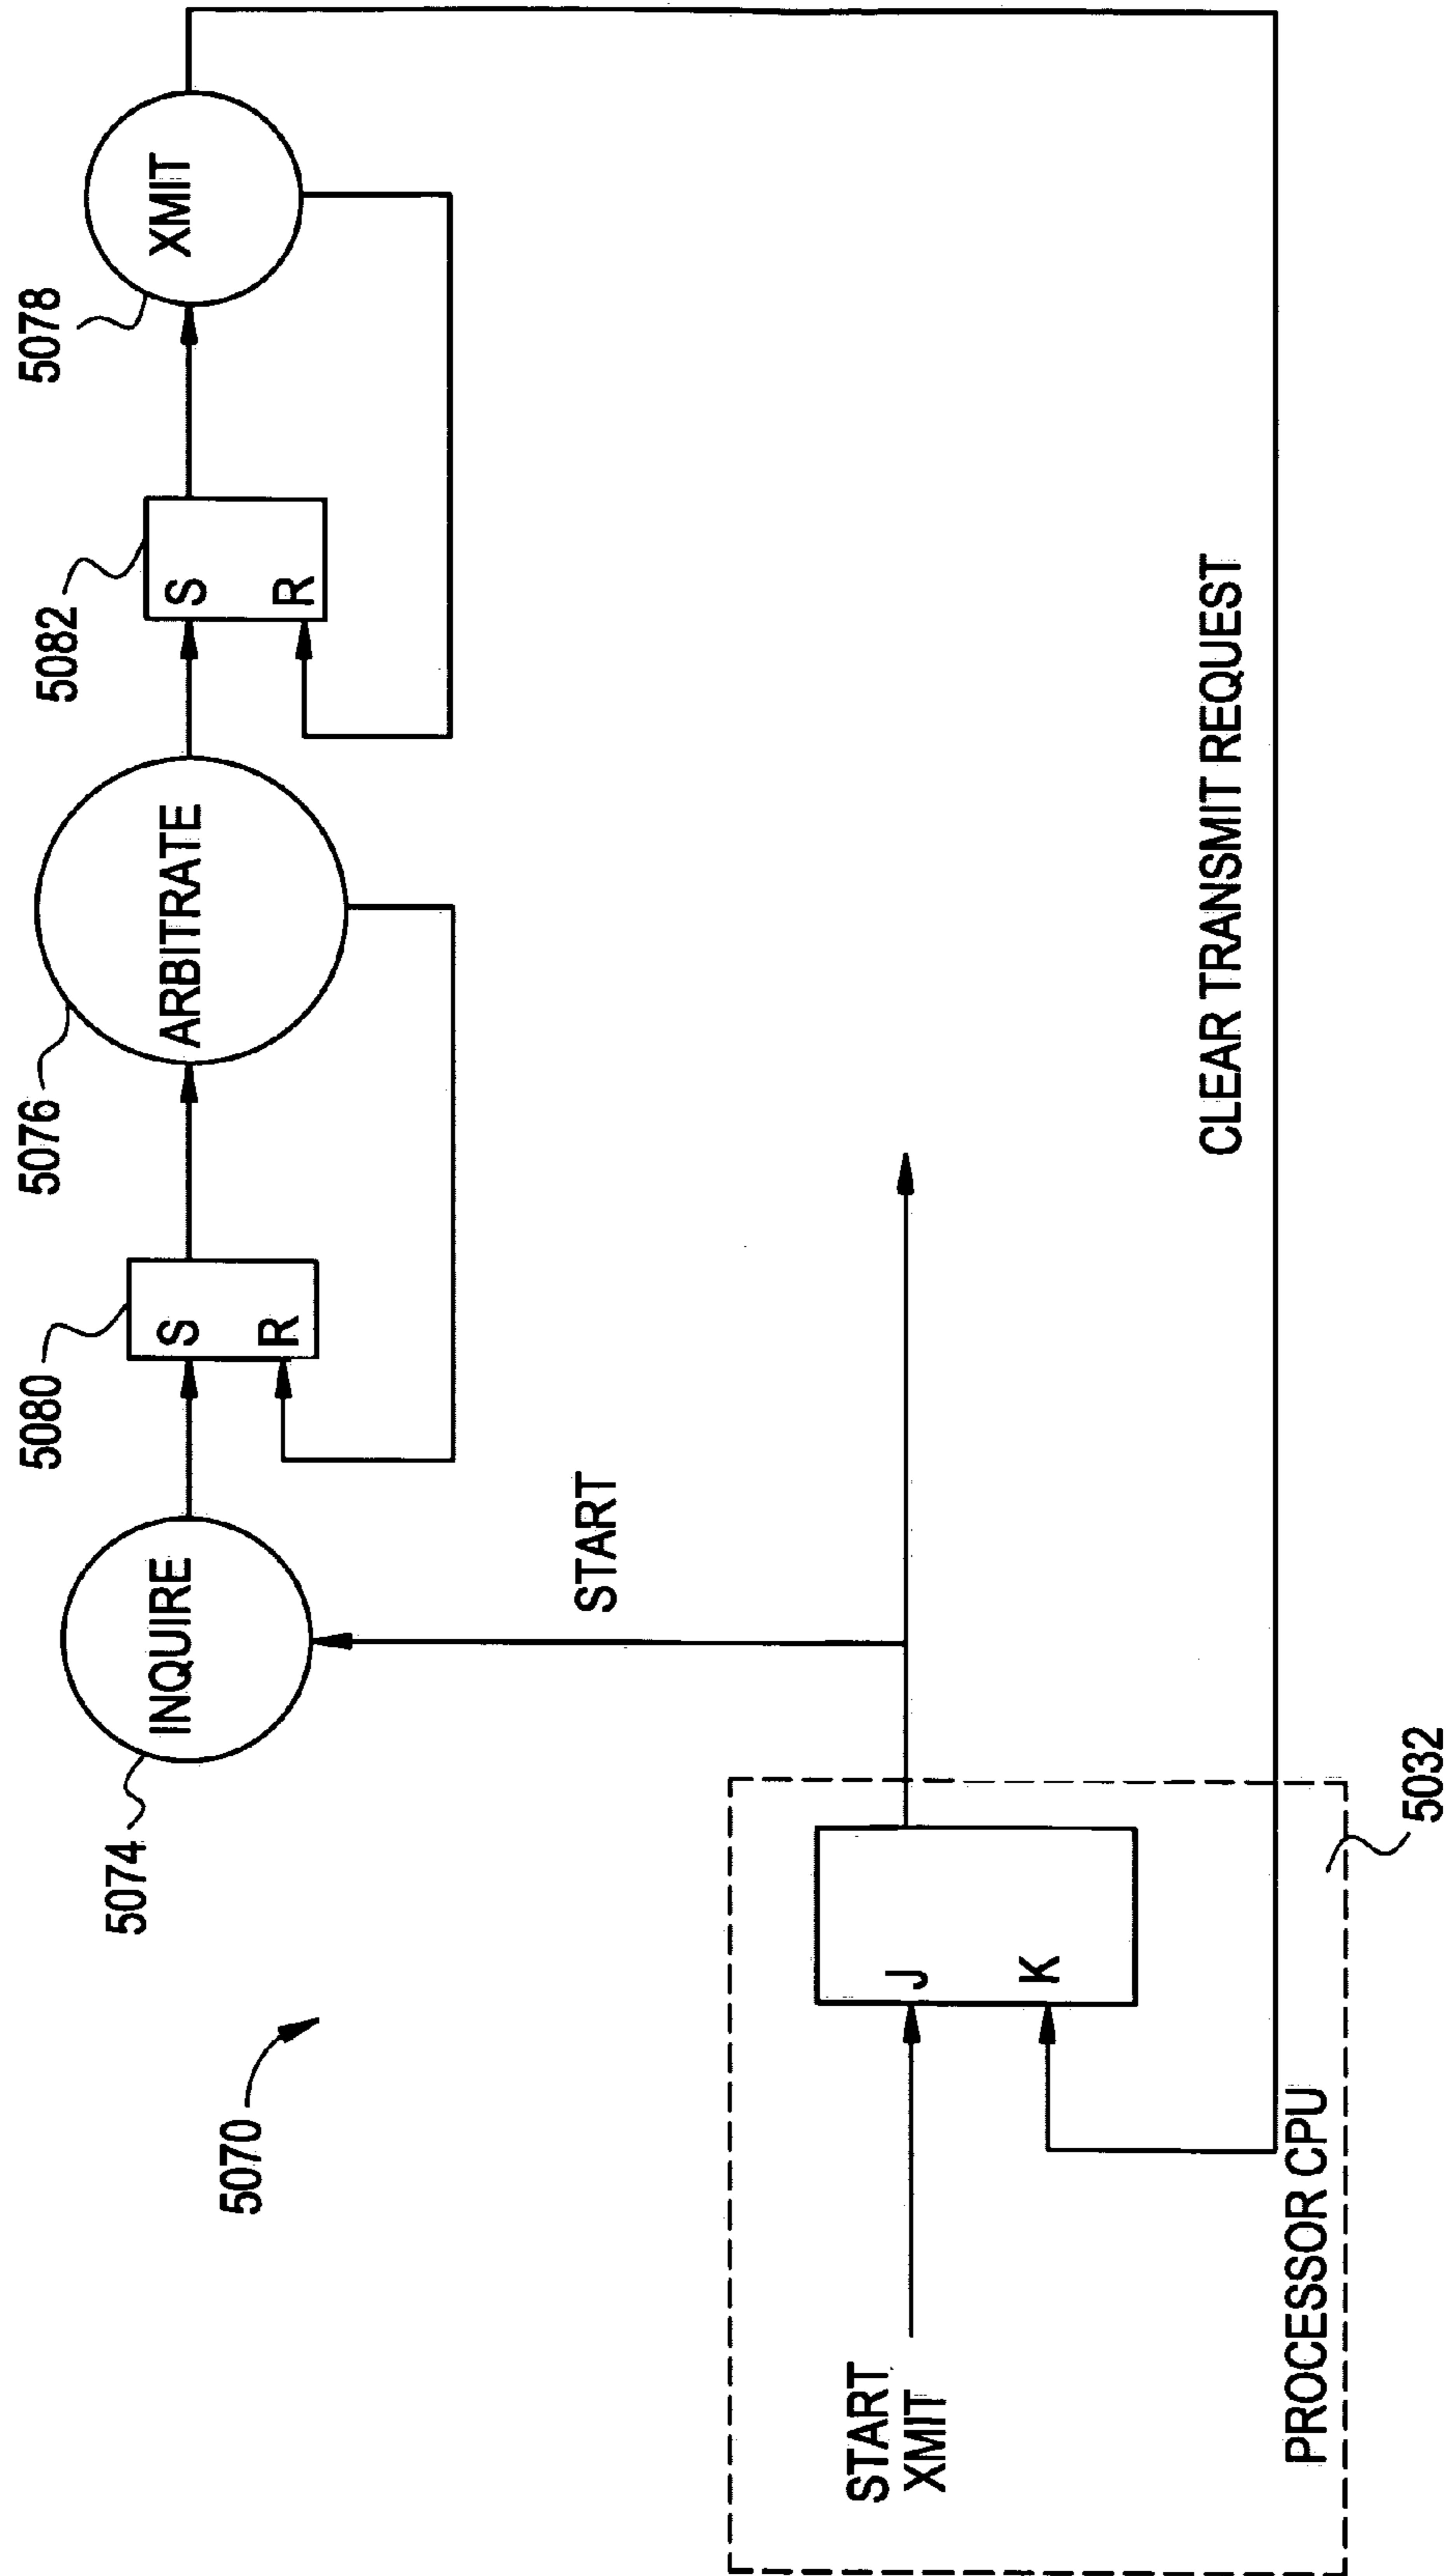 5070
5074
INQUIRE
5080
S
R
5076
ARBITRATE
5082
S
R
5078
XMIT
START
START
XMIT
J
K
PROCESSOR CPU
5032
CLEAR TRANSMIT REQUEST